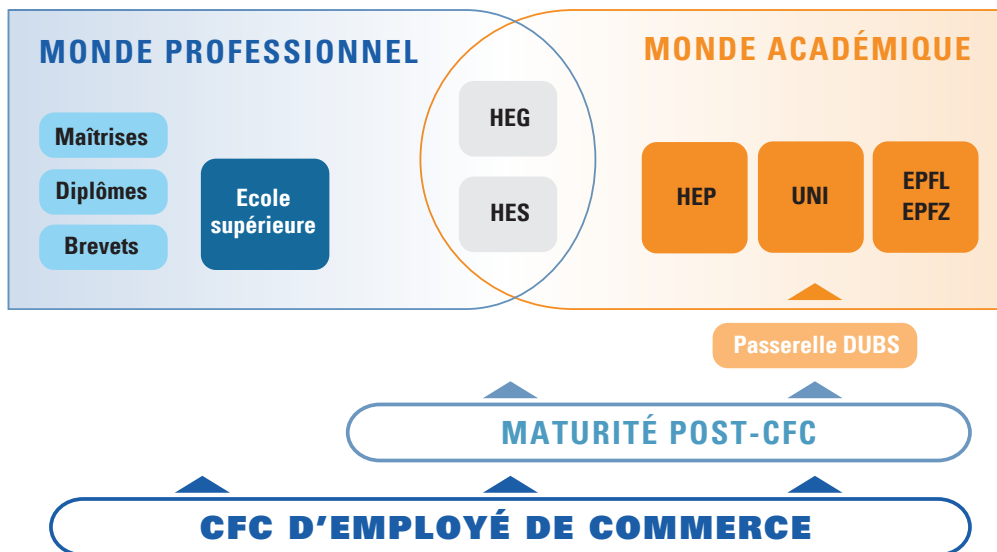 MONDE PROFESSIONNEL
MONDE ACADÉMIQUE
Maîtrises
Diplômes
Brevets
Ecole
supérieure
HEG
HES
HEP
UNI
EPFL
EPFZ
Passerelle DUBS
MATURITÉ POST-CFC
CFC D'EMPLOYÉ DE COMMERCE